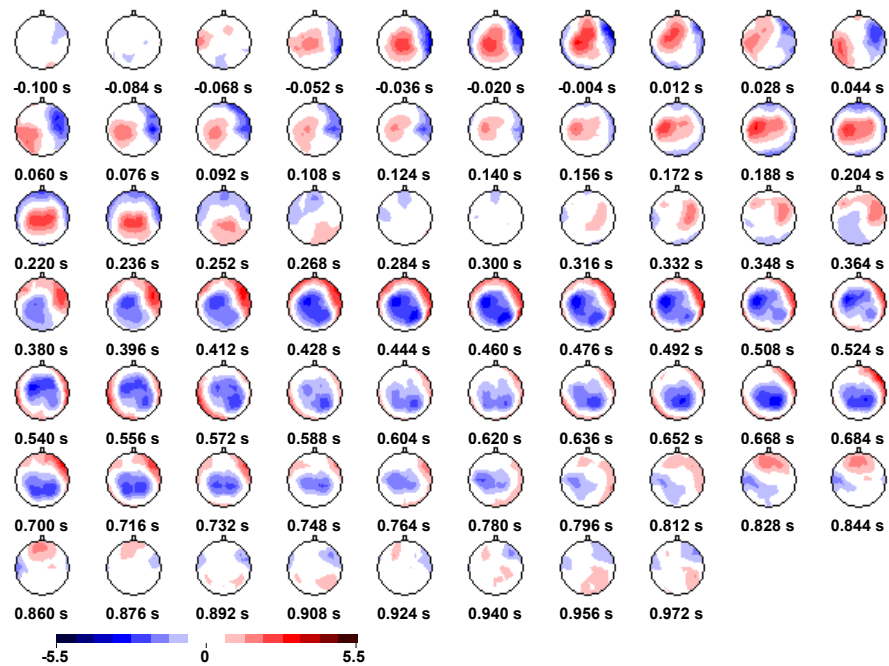 -0.100 s -0.084 s -0.068 s -0.052 s -0.036 s -0.020 s -0.004 s 0.012 s 0.028 s 0.044 s
0.060 s 0.076 s 0.092 s 0.108 s 0.124 s 0.140 s 0.156 s 0.172 s 0.188 s 0.204 s
0.220 s 0.236 s 0.252 s 0.268 s 0.284 s 0.300 s 0.316 s 0.332 s 0.348 s 0.364 s
0.380 s 0.396 s 0.412 s 0.428 s 0.444 s 0.460 s 0.476 s 0.492 s 0.508 s 0.524 s
0.540 s 0.556 s 0.572 s 0.588 s 0.604 s 0.620 s 0.636 s 0.652 s 0.668 s 0.684 s
0.700 s 0.716 s 0.732 s 0.748 s 0.764 s 0.780 s 0.796 s 0.812 s 0.828 s 0.844 s
0.860 s 0.876 s 0.892 s 0.908 s 0.924 s 0.940 s 0.956 s 0.972 s
-5.5 0 5.5